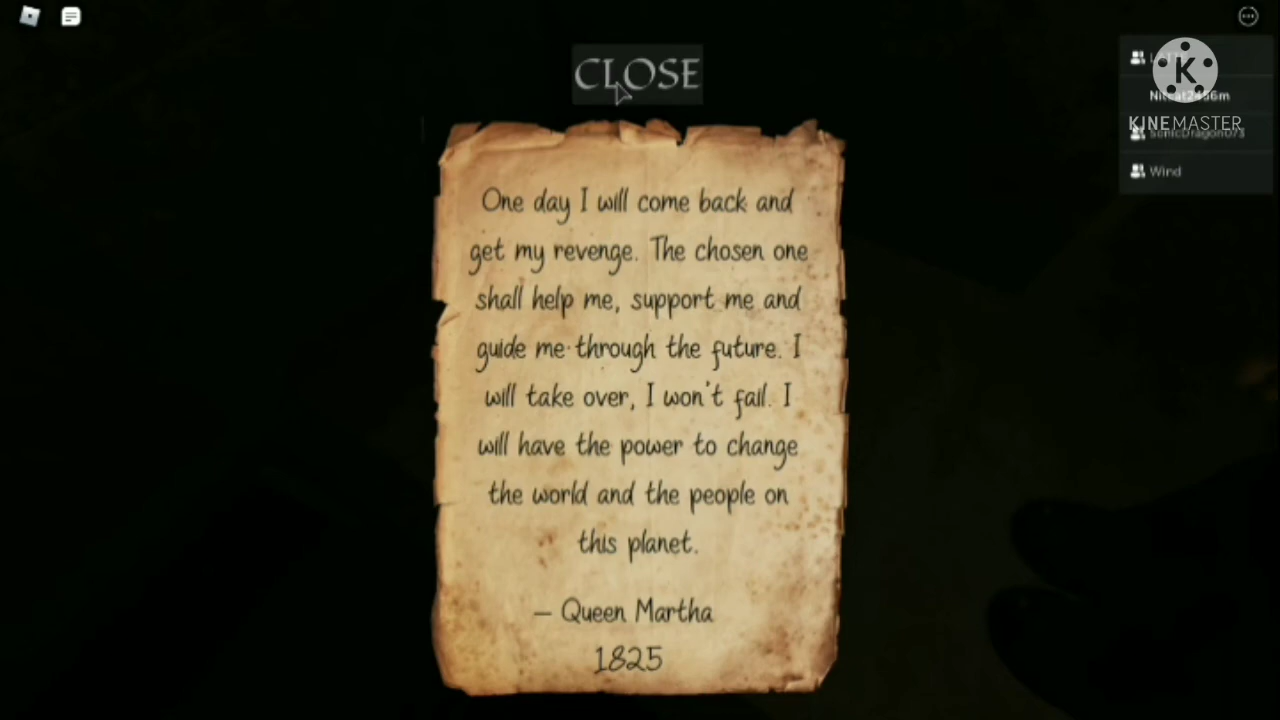 CLOSE
K
KINEMASTER
Wind
One day I will come back and
get my revenge. The chosen one
shall help me, support me and
guide me through the future. I
will take over, I won't fail. I
will have the power to change
the world and the people on
this planet.
– Queen Martha
1825